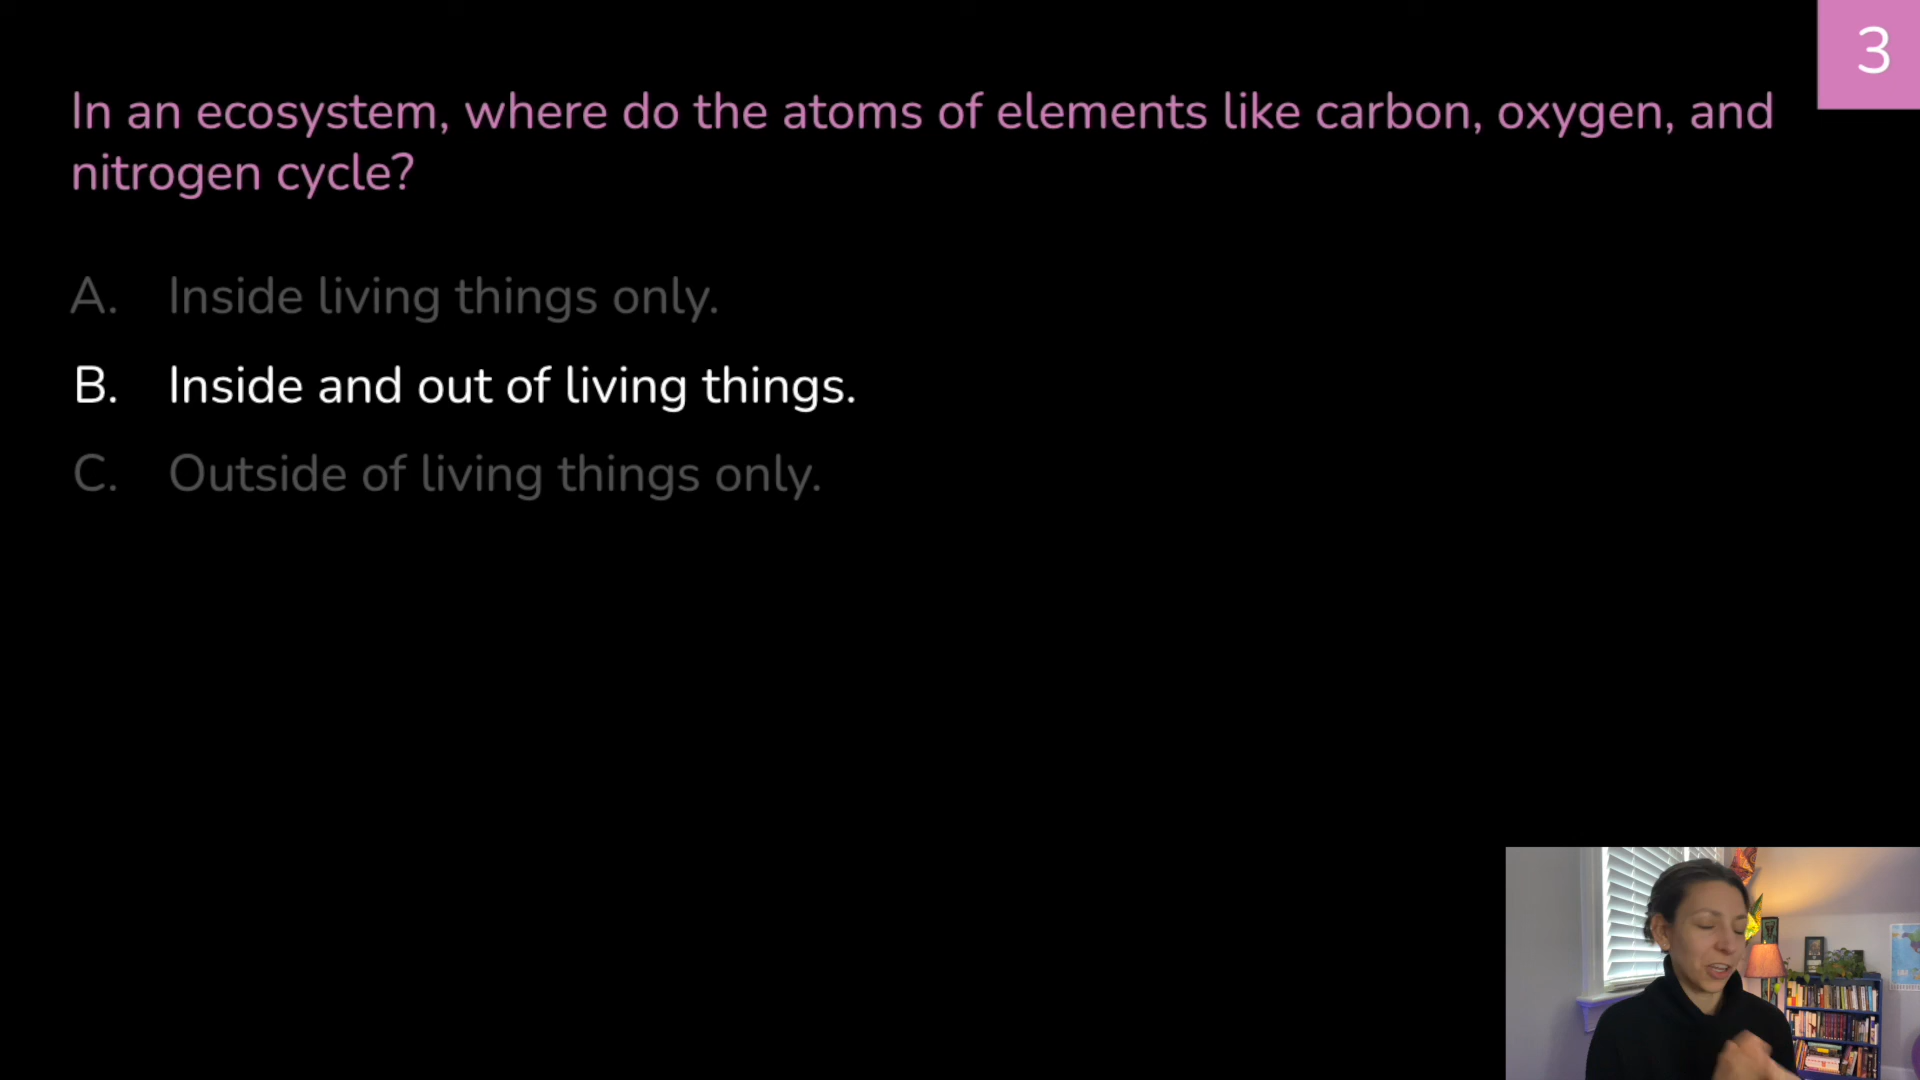 3
In an ecosystem, where do the atoms of elements like carbon, oxygen, and
nitrogen cycle?
A. Inside living things only.
B. Inside and out of living things.
C. Outside of living things only.